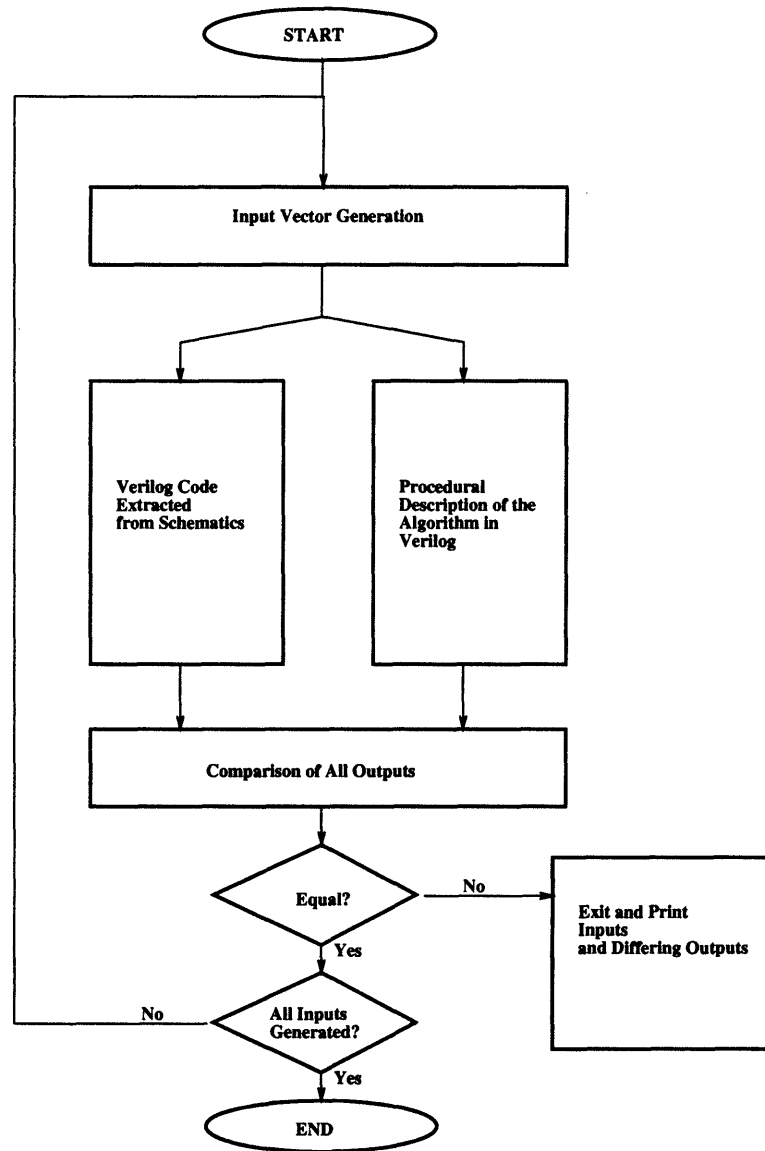 START
Input Vector Generation
Verilog Code
Extracted
from Schematics
Procedural
Description of the
Algorithm in
Verilog
Comparison of All Outputs
Equal?
No
Exit and Print
Inputs
and Differing Outputs
Yes
No
All Inputs
Generated?
Yes
END